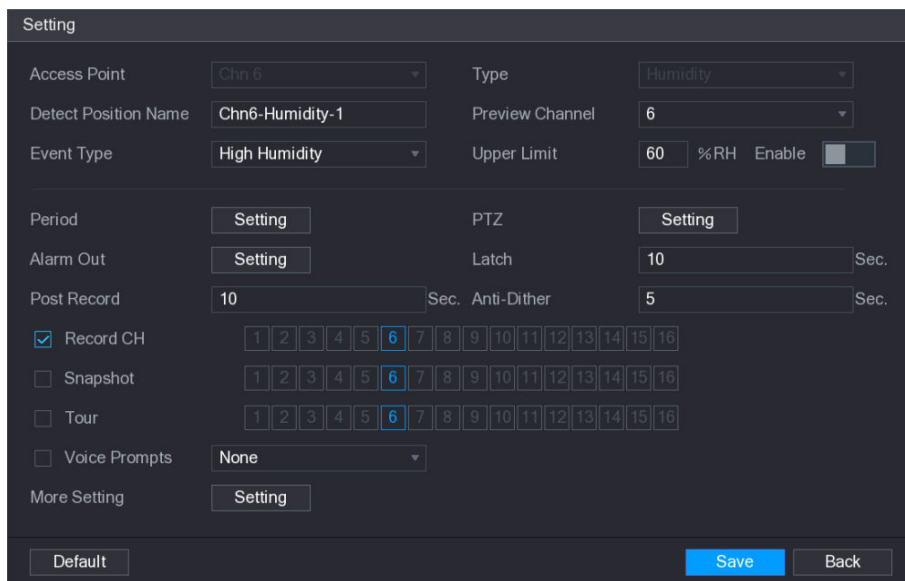 Setting
Access Point Chn 6 Type Humidity
Detect Position Name Chn6-Humidity-1 Preview Channel 6
Event Type High Humidity Upper Limit 60 %RH Enable
Period Setting PTZ Setting
Alarm Out Setting Latch 10 Sec.
Post Record 10 Sec. Anti-Dither 5 Sec.
Record CH 1 2 3 4 5 6 7 8 9 10 11 12 13 14 15 16
Snapshot 1 2 3 4 5 6 7 8 9 10 11 12 13 14 15 16
Tour 1 2 3 4 5 6 7 8 9 10 11 12 13 14 15 16
Voice Prompts None
More Setting Setting
Default Save Back